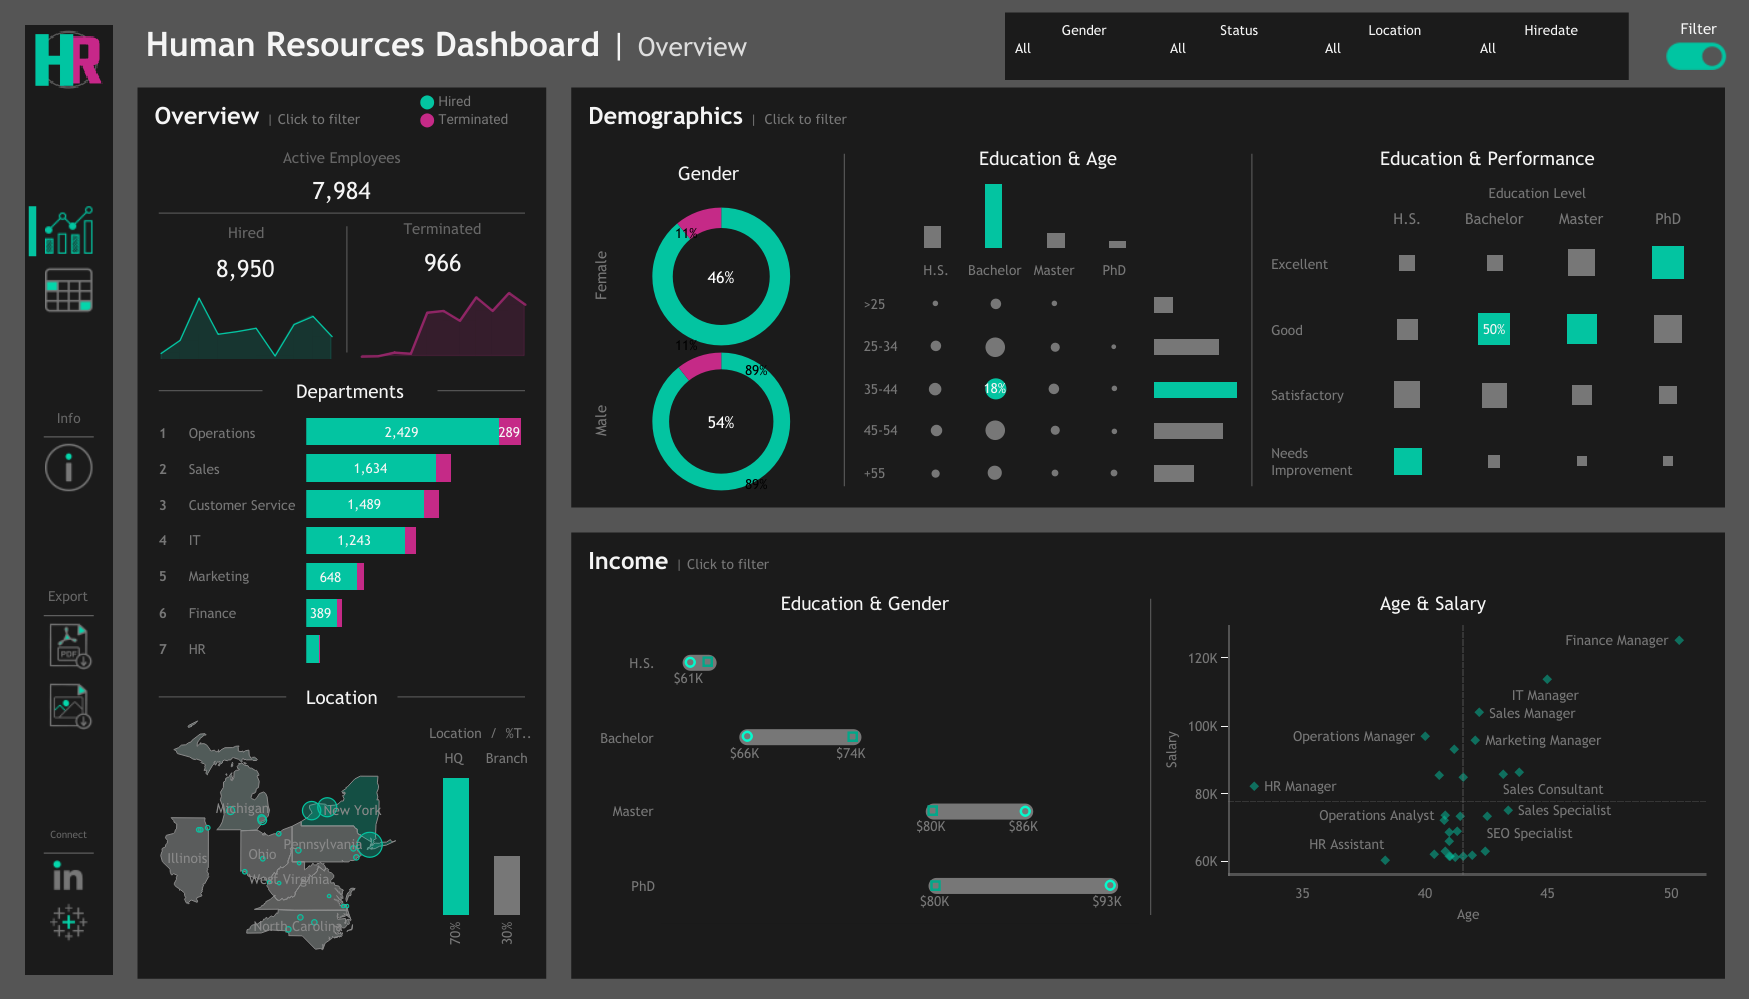 HR
Human Resources Dashboard | Overview
Gender
All
Status
All
Location
All
Hiredate
All
Filter
Info
Export
PDF
Connect
in
Overview | Click to filter
Hired
Terminated
Active Employees
7,984
Hired
8,950
Terminated
966
Departments
1 Operations 2,429 289
2 Sales 1,634
3 Customer Service 1,489
4 IT 1,243
5 Marketing 648
6 Finance 389
7 HR
Location
Michigan
New York
Illinois
Ohio
Pennsylvania
West Virginia
North Carolina
Location / %T..
HQ Branch
70% 30%
Demographics | Click to filter
Gender
Female
11%
46%
89%
Male
11%
54%
89%
Education & Age
H.S. Bachelor Master PhD
>25
25-34
35-44 18%
45-54
+55
Education & Performance
Education Level
H.S. Bachelor Master PhD
Excellent
Good 50%
Satisfactory
Needs
Improvement
Income | Click to filter
Education & Gender
H.S.
$61K
Bachelor
$66K $74K
Master
$80K $86K
PhD
$80K $93K
Age & Salary
Salary
120K
100K
80K
60K
Finance Manager
IT Manager
Sales Manager
Operations Manager
Marketing Manager
HR Manager
Sales Consultant
Operations Analyst
Sales Specialist
SEO Specialist
HR Assistant
35 40 45 50
Age